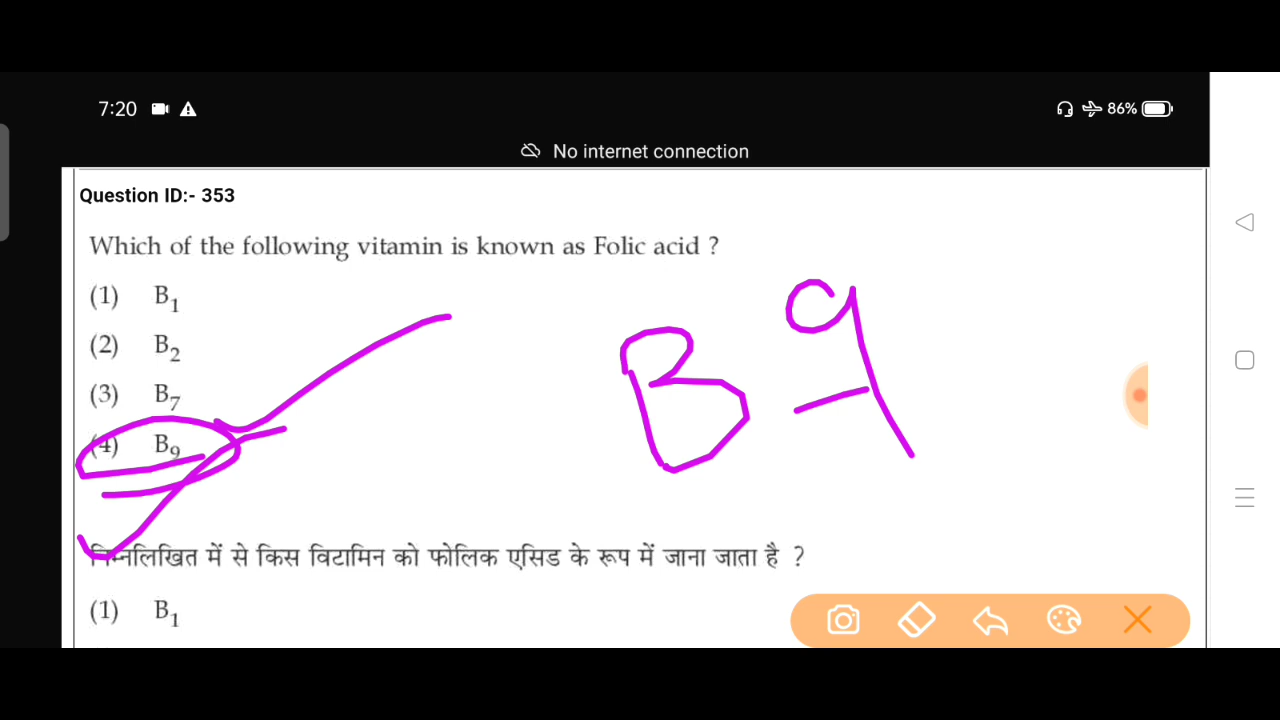 7:20 86%
No internet connection
Question ID:- 353
Which of the following vitamin is known as Folic acid ?
(1) B1
(2) B2
(3) B7
(4) B9
B9
निम्नलिखित में से किस विटामिन को फोलिक एसिड के रूप में जाना जाता है ?
(1) B1